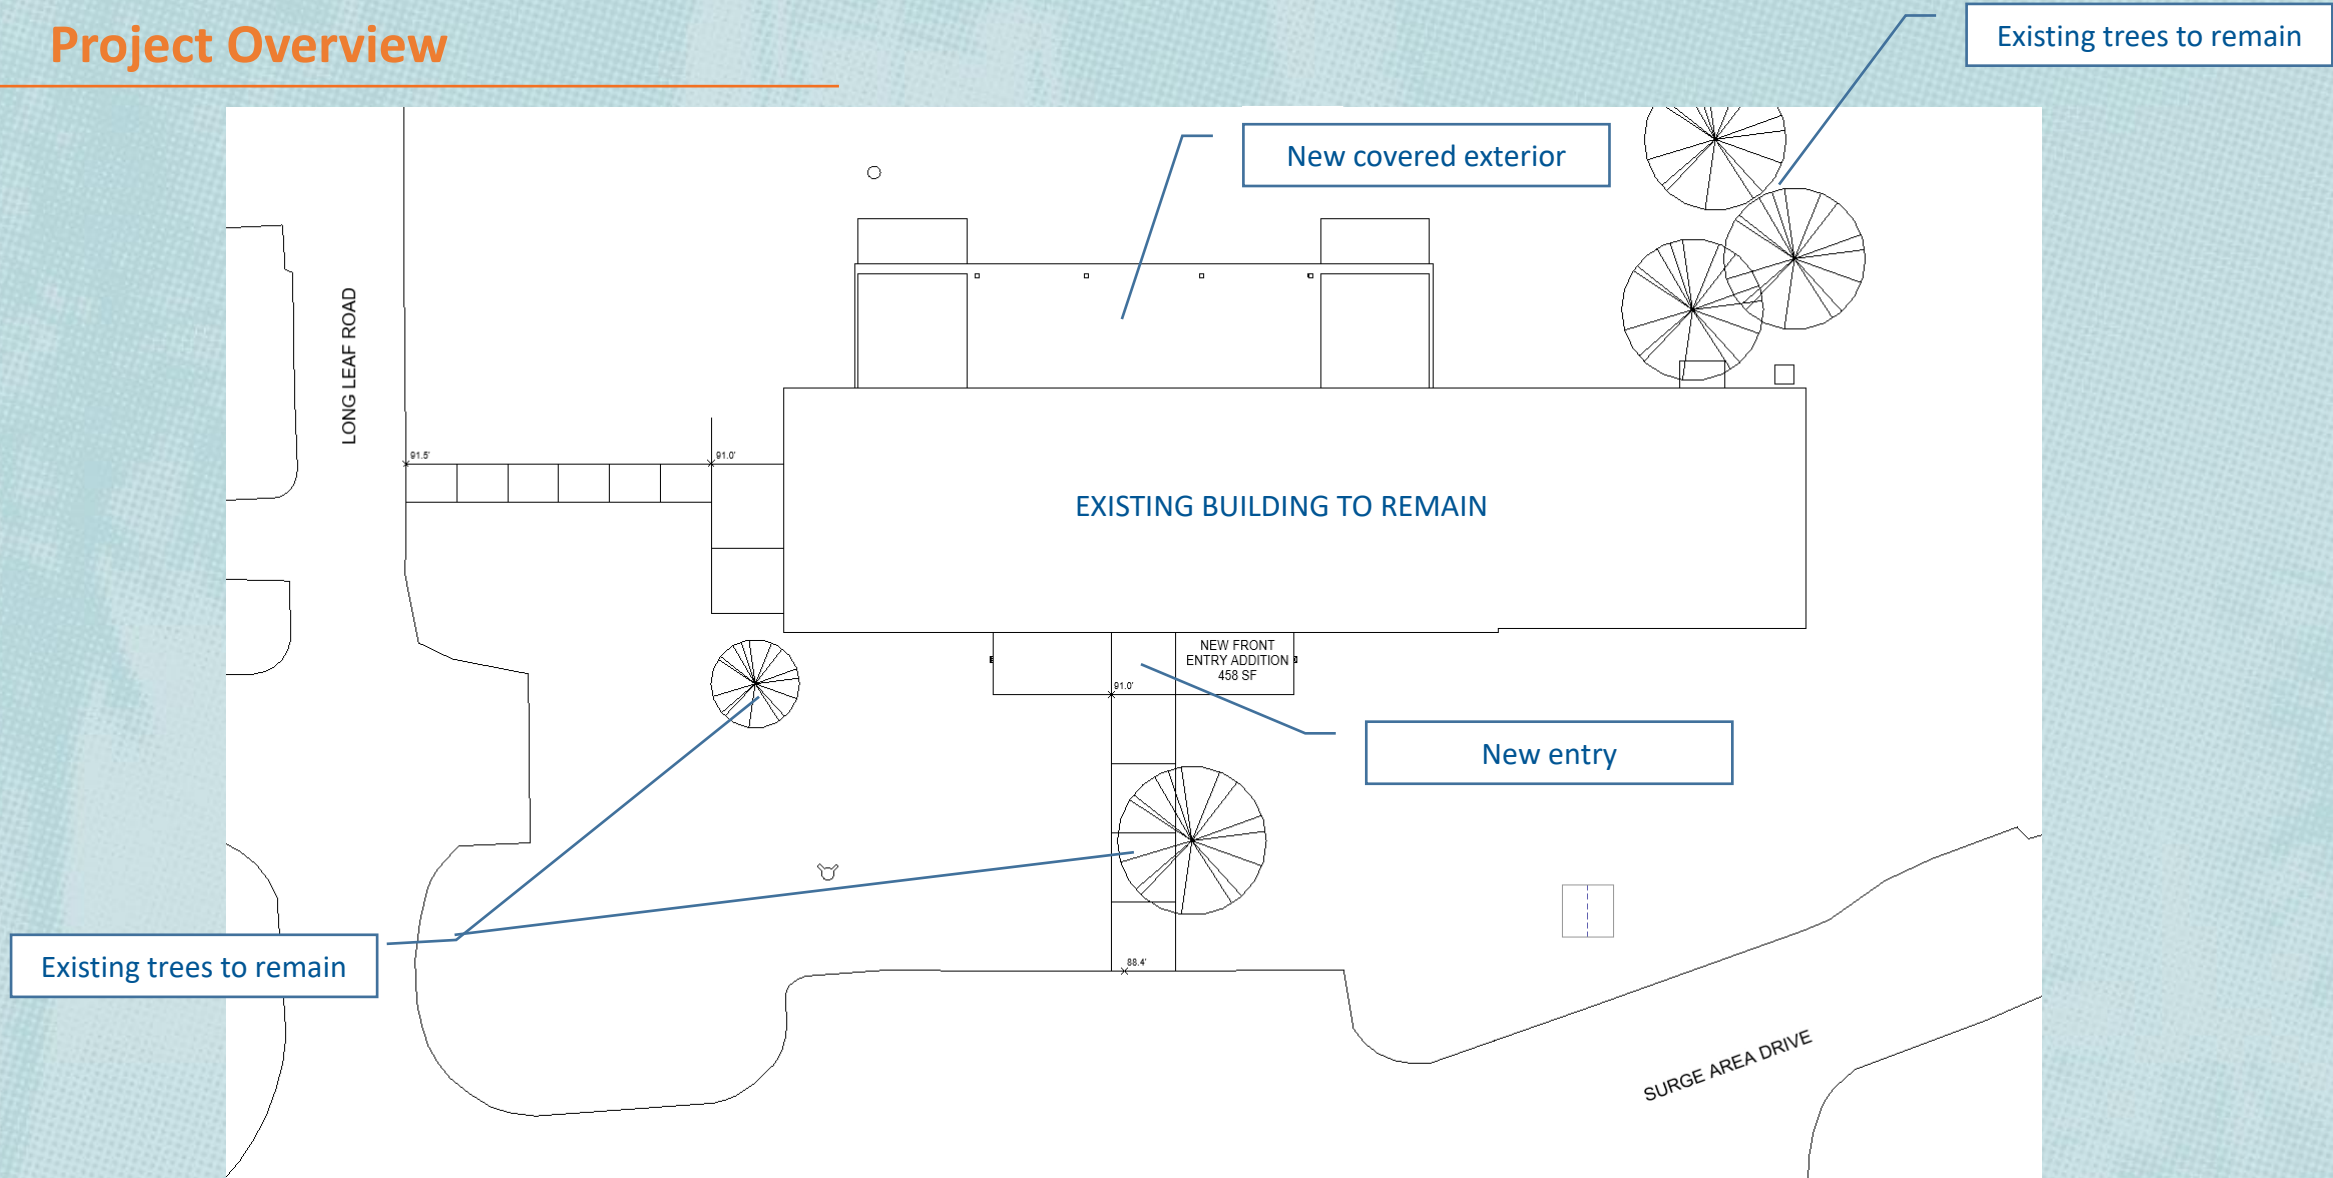 Project Overview
Existing trees to remain
New covered exterior
LONG LEAF ROAD
91.5'
91.0'
EXISTING BUILDING TO REMAIN
NEW FRONT
ENTRY ADDITION
458 SF
91.0'
New entry
Existing trees to remain
88.4'
SURGE AREA DRIVE